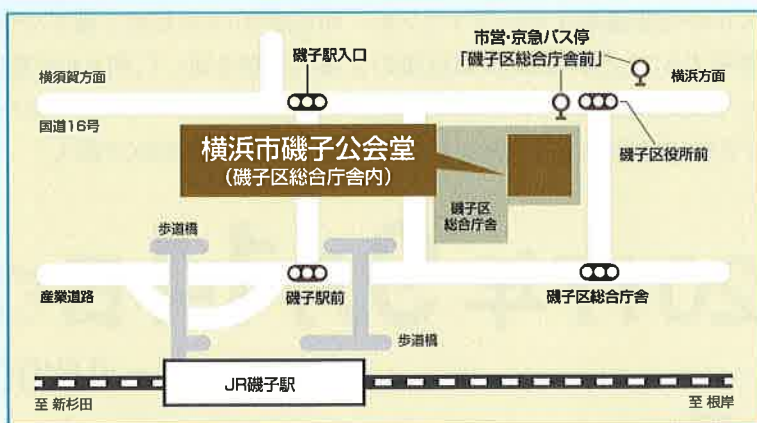 市営・京急バス停
「磯子区総合庁舎前」
磯子駅入口
横須賀方面
横浜方面
国道16号
横浜市磯子公会堂
（磯子区総合庁舎内）
磯子区役所前
磯子区
総合庁舎
歩道橋
産業道路
磯子駅前
磯子区総合庁舎
歩道橋
JR磯子駅
至 新杉田
至 根岸